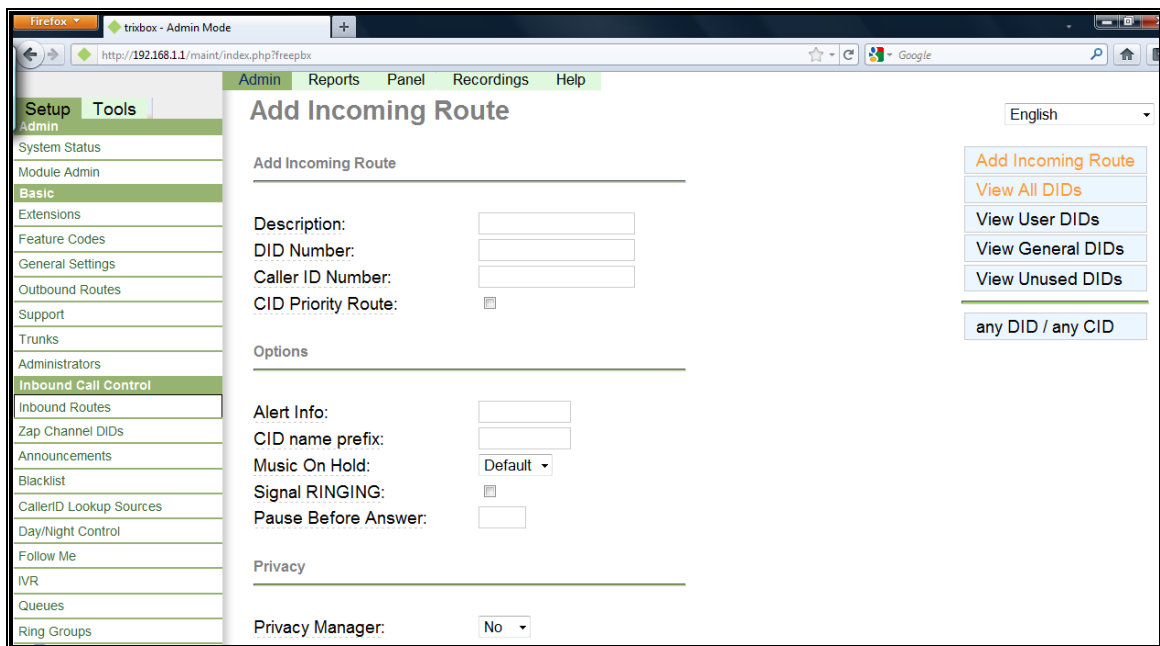 Firefox
trixbox - Admin Mode
+
http://192.168.1.1/maint/index.php?freepbx
Google
Admin Reports Panel Recordings Help
Setup Tools
Admin
System Status
Module Admin
Basic
Extensions
Feature Codes
General Settings
Outbound Routes
Support
Trunks
Administrators
Inbound Call Control
Inbound Routes
Zap Channel DIDs
Announcements
Blacklist
CallerID Lookup Sources
Day/Night Control
Follow Me
IVR
Queues
Ring Groups
Add Incoming Route
Add Incoming Route
Description:
DID Number:
Caller ID Number:
CID Priority Route:
Options
Alert Info:
CID name prefix:
Music On Hold: Default
Signal RINGING:
Pause Before Answer:
Privacy
Privacy Manager: No
English
Add Incoming Route
View All DIDs
View User DIDs
View General DIDs
View Unused DIDs
any DID / any CID